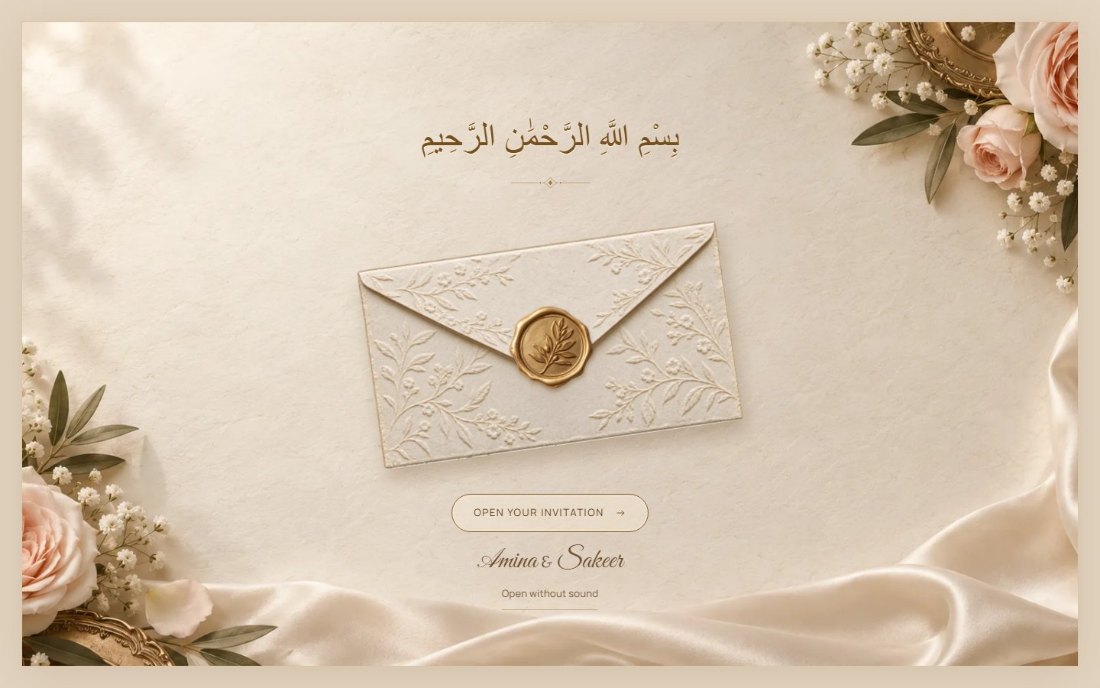 بِسْمِ اللَّهِ الرَّحْمَٰنِ الرَّحِيمِ
OPEN YOUR INVITATION →
Amina & Sakeer
Open without sound